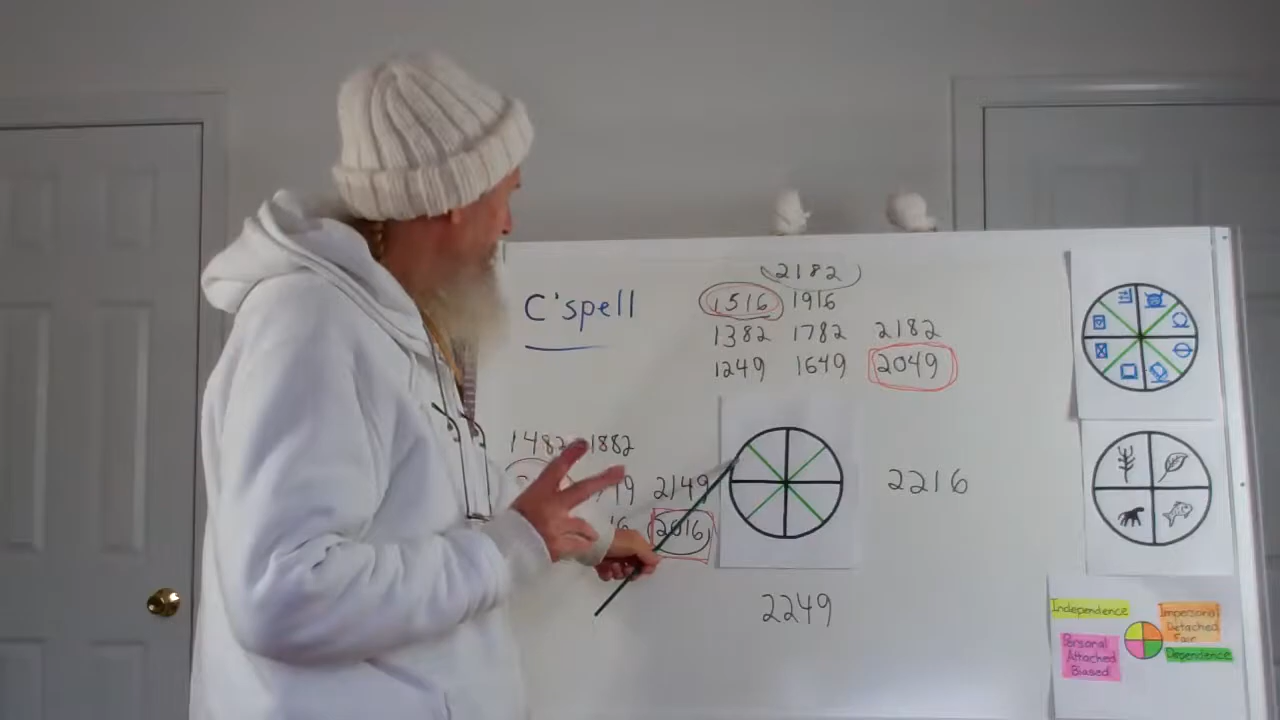 C'spell
2182
1516 1916
1382 1782 2182
1249 1649 2049
1482 1882
2149
2016
2216
2249
Independence
Impersonal
Detached
Fair
Personal
Attached
Biased
Dependence